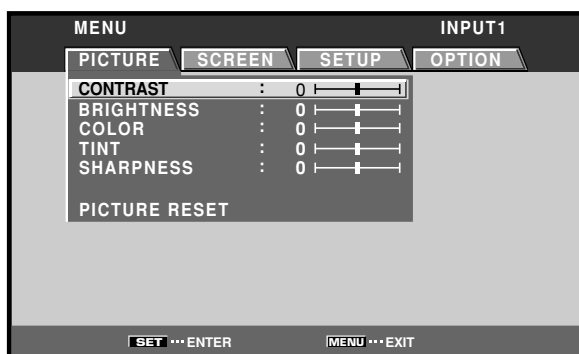 MENU INPUT1
PICTURE SCREEN SETUP OPTION
CONTRAST : 0
BRIGHTNESS : 0
COLOR : 0
TINT : 0
SHARPNESS : 0
PICTURE RESET
SET ··· ENTER MENU ··· EXIT